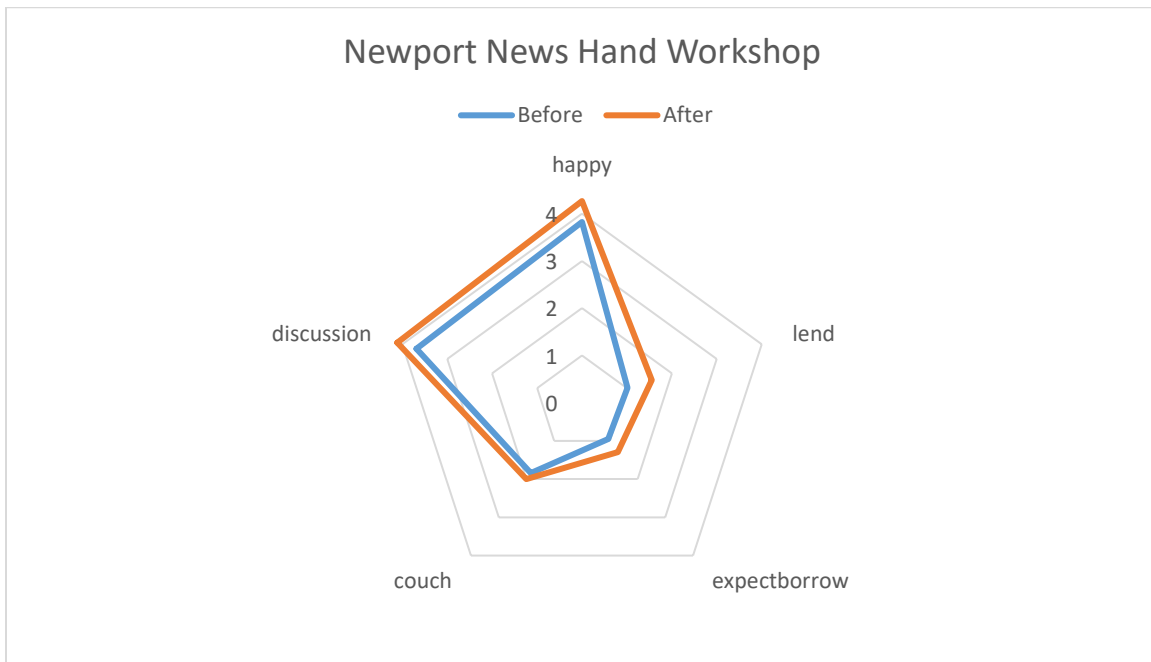 Newport News Hand Workshop
Before After
happy
4
3
2
1
0
lend
discussion
couch
expectborrow